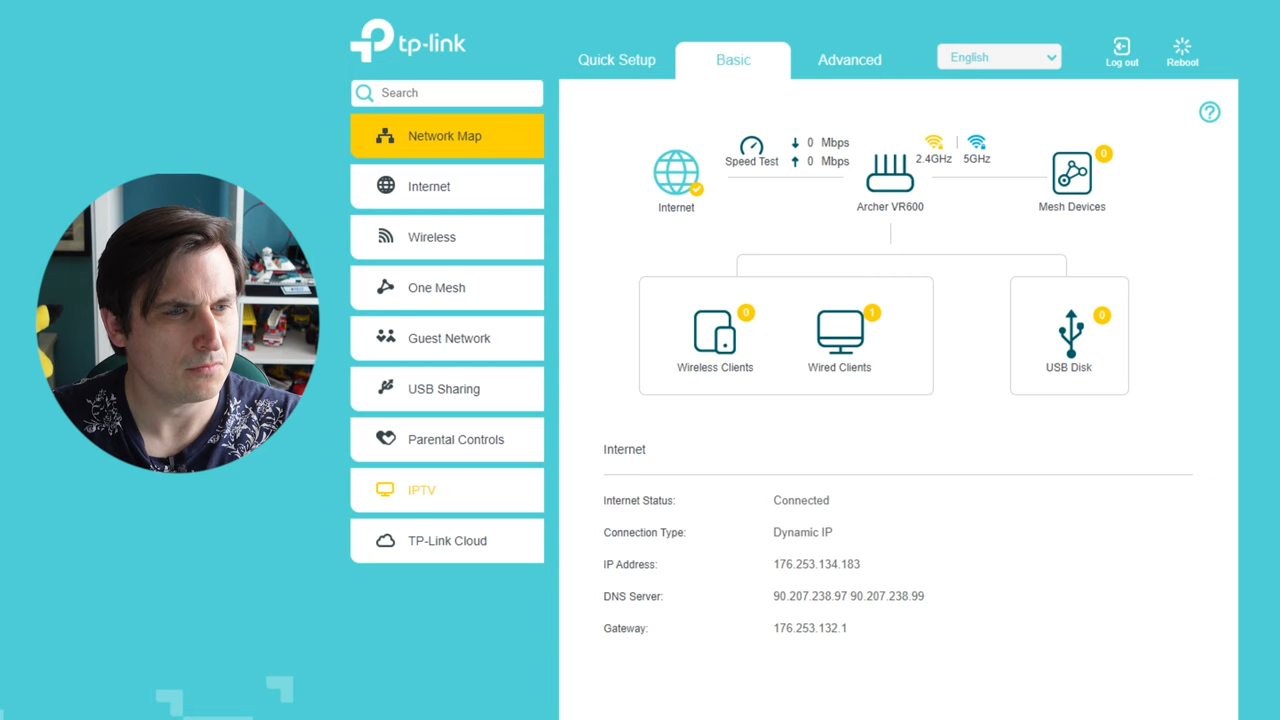 tp-link
Quick Setup
Basic
Advanced
English
Log out
Reboot
Search
Network Map
Internet
Wireless
One Mesh
Guest Network
USB Sharing
Parental Controls
IPTV
TP-Link Cloud
Internet
Speed Test
0 Mbps
0 Mbps
2.4GHz
5GHz
Archer VR600
0
Mesh Devices
0
Wireless Clients
1
Wired Clients
0
USB Disk
Internet
Internet Status: Connected
Connection Type: Dynamic IP
IP Address: 176.253.134.183
DNS Server: 90.207.238.97 90.207.238.99
Gateway: 176.253.132.1